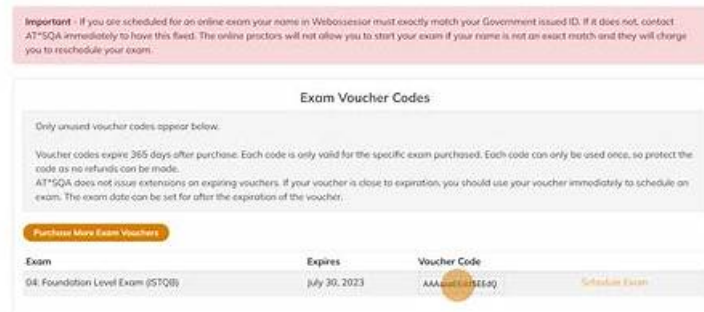 Important - If you are scheduled for an online exam your name in Webassessor must exactly match your Government issued ID. If it does not, contact
AT*SQA immediately to have this fixed. The online proctors will not allow you to start your exam if your name is not an exact match and they will charge
you to reschedule your exam.
Exam Voucher Codes
Only unused voucher codes appear below.
Voucher codes expire 365 days after purchase. Each code is only valid for the specific exam purchased. Each code can only be used once, so protect the
code as no refunds can be made.
AT*SQA does not issue extensions on expiring vouchers. If your voucher is close to expiration, you should use your voucher immediately to schedule an
exam. The exam date can be set for after the expiration of the voucher.
Purchase More Exam Vouchers
Exam Expires Voucher Code
04: Foundation Level Exam (ISTQB) July 30, 2023 Schedule Exam